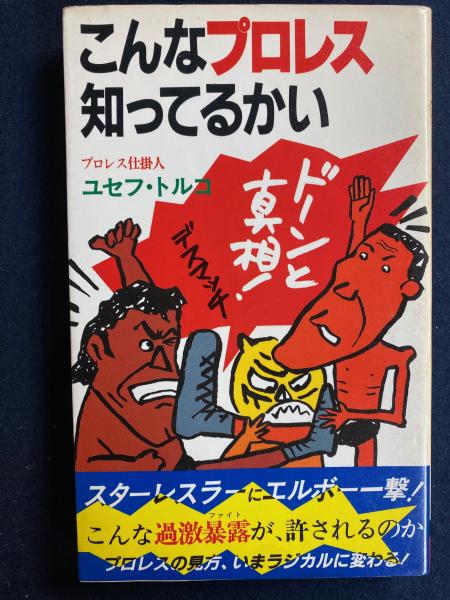 こんなプロレス
知ってるかい
プロレス仕掛人
ユセフ・トルコ
ドーンと
真相!
デスマッチ
スターレスラーにエルボー一撃!
ファイト
こんな過激暴露が、許されるのか
プロレスの見方、いまラジカルに変わる!